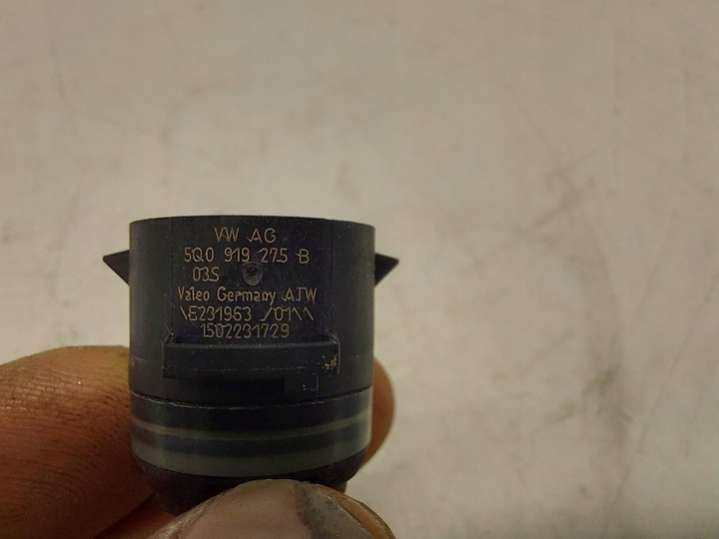 VW AG
5Q0 919 275 B
03S
Valeo Germany AJW
\E231963 /01\\
1502231729